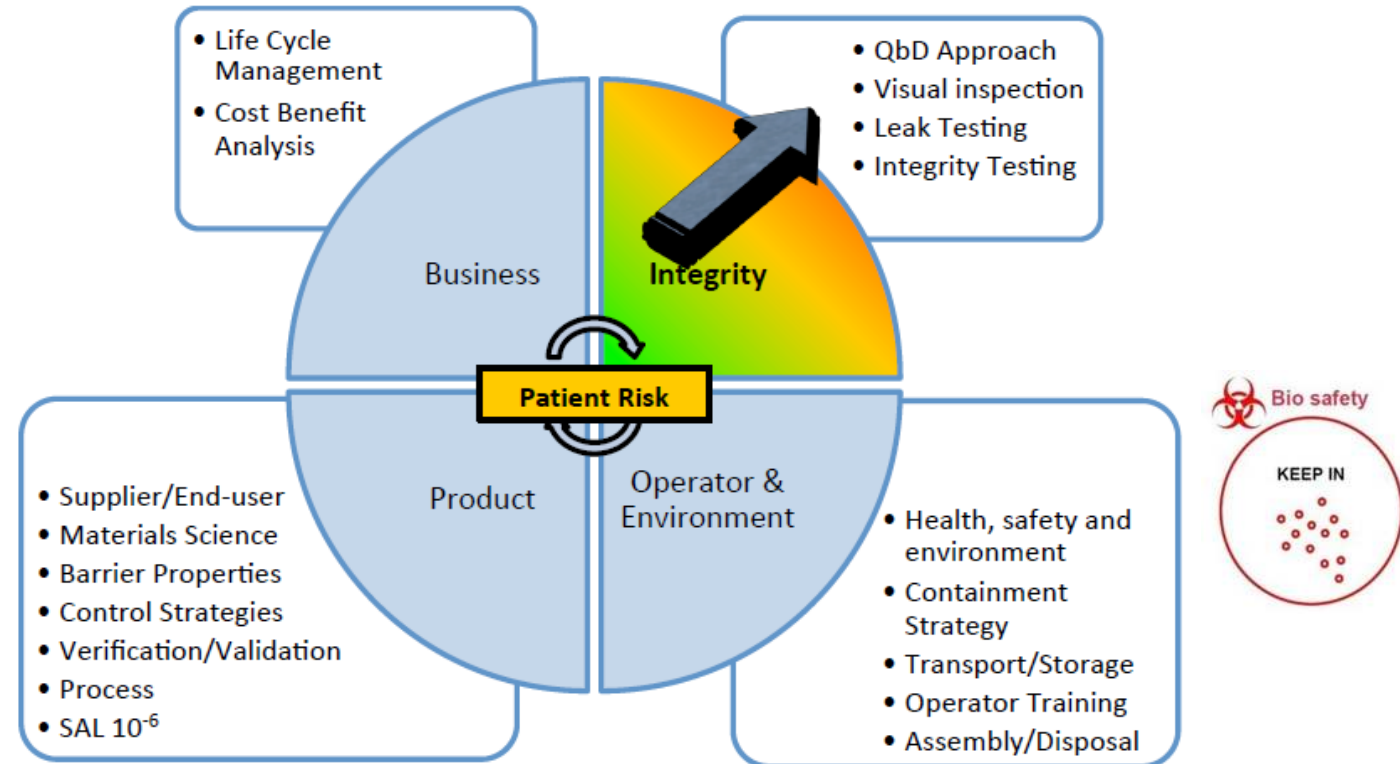 • Life Cycle
Management
• Cost Benefit
Analysis
• QbD Approach
• Visual inspection
• Leak Testing
• Integrity Testing
Business
Integrity
Patient Risk
Product
Operator &
Environment
• Supplier/End-user
• Materials Science
• Barrier Properties
• Control Strategies
• Verification/Validation
• Process
• SAL 10⁻⁶
• Health, safety and
environment
• Containment
Strategy
• Transport/Storage
• Operator Training
• Assembly/Disposal
Bio safety
KEEP IN